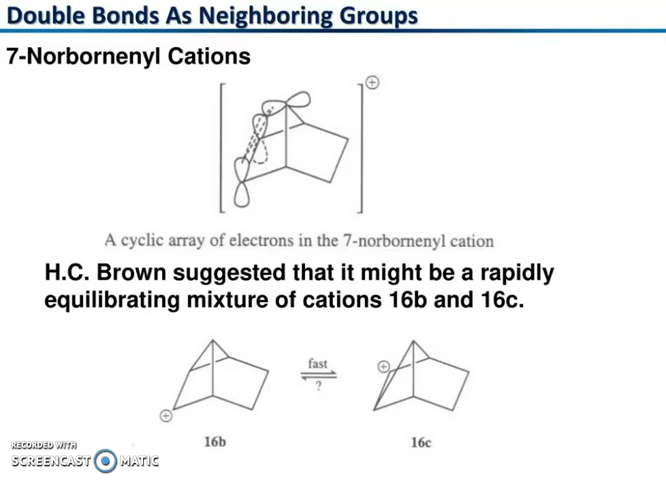 Double Bonds As Neighboring Groups
7-Norbornenyl Cations
⊕
A cyclic array of electrons in the 7-norbornenyl cation
H.C. Brown suggested that it might be a rapidly
equilibrating mixture of cations 16b and 16c.
fast
⊕
?
⊕
16b
16c
RECORDED WITH
SCREENCAST MATIC